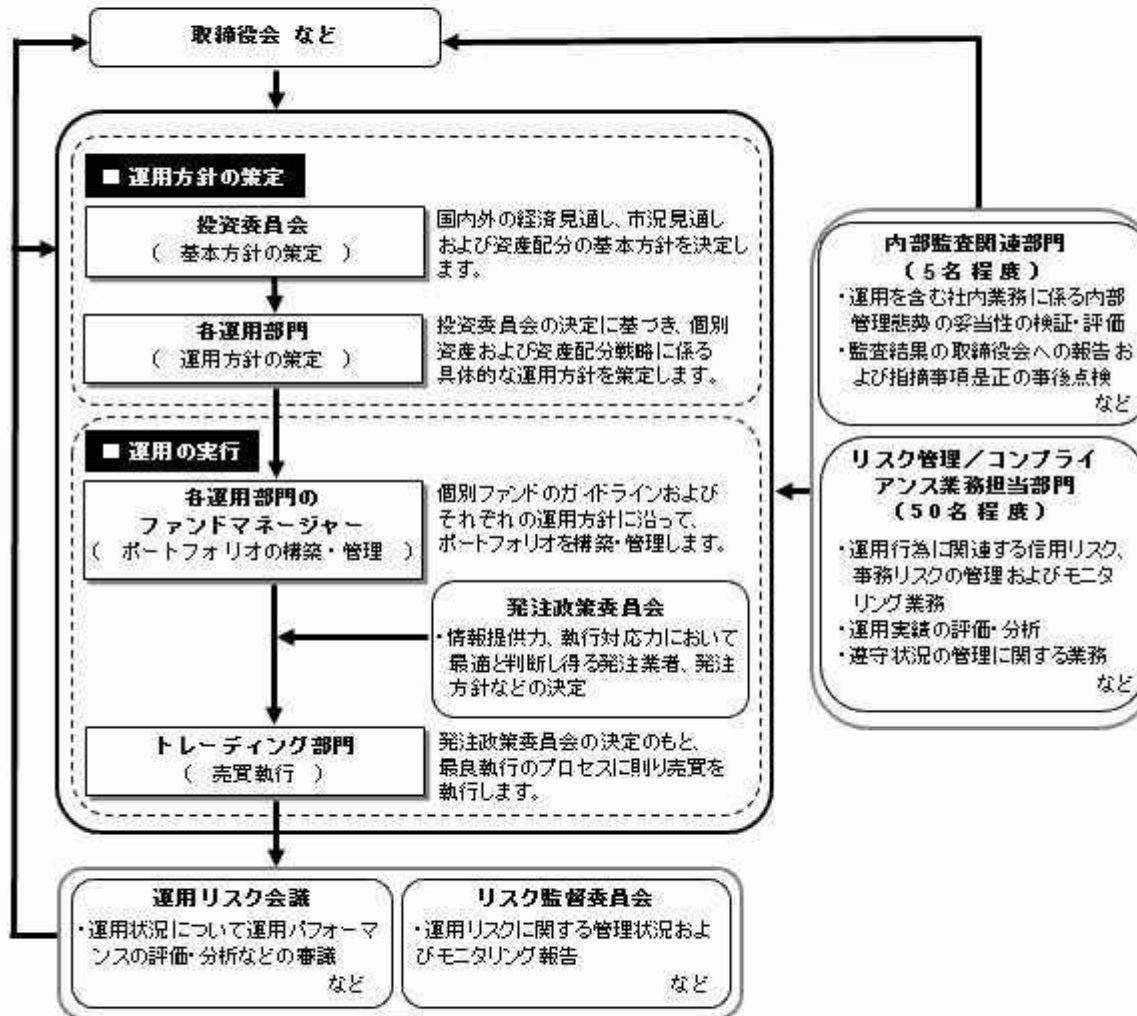 取締役会 など
■ 運用方針の策定
投資委員会
( 基本方針の策定 )
国内外の経済見通し、市況見通し
および資産配分の基本方針を決定し
ます。
各運用部門
( 運用方針の策定 )
投資委員会の決定に基づき、個別
資産および資産配分戦略に係る
具体的な運用方針を策定します。
■ 運用の実行
各運用部門の
ファンドマネージャー
( ポートフォリオの構築・管理 )
個別ファンドのガイドラインおよび
それぞれの運用方針に沿って、
ポートフォリオを構築・管理します。
発注政策委員会
・情報提供力、執行対応力において
最適と判断し得る発注業者、発注
方針などの決定
トレーディング部門
( 売買執行 )
発注政策委員会の決定のもと、
最良執行のプロセスに則り売買を
執行します。
内部監査関連部門
(5名程度)
・運用を含む社内業務に係る内部
管理態勢の妥当性の検証・評価
・監査結果の取締役会への報告お
よび指摘事項是正の事後点検
など
リスク管理/コンプライ
アンス業務担当部門
(50名程度)
・運用行為に関連する信用リスク、
事務リスクの管理およびモニタ
リング業務
・運用実績の評価・分析
・遵守状況の管理に関する業務
など
運用リスク会議
・運用状況について運用パフォーマ
ンスの評価・分析などの審議
など
リスク監督委員会
・運用リスクに関する管理状況およ
びモニタリング報告
など